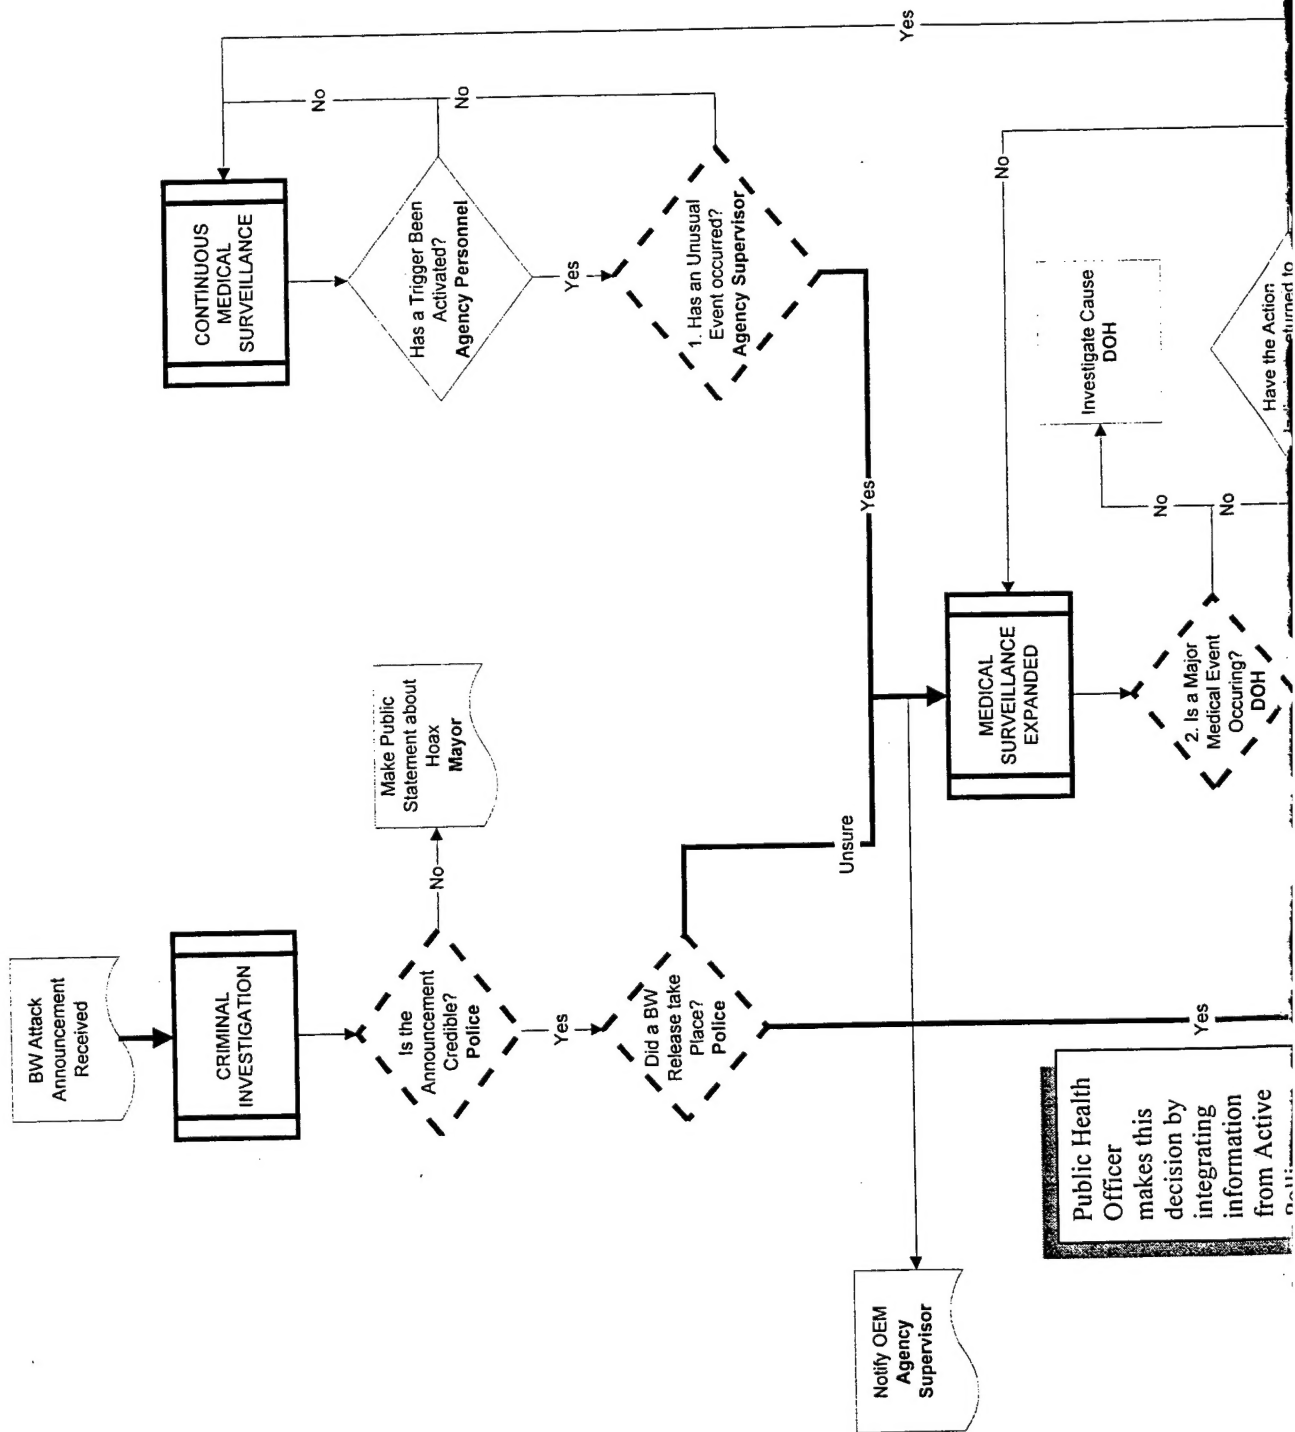 BW Attack
Announcement
Received
CRIMINAL
INVESTIGATION
Is the
Announcement
Credible?
Police
No
Make Public
Statement about
Hoax
Mayor
Yes
Did a BW
Release take
Place?
Police
Unsure
Yes
CONTINUOUS
MEDICAL
SURVEILLANCE
Has a Trigger Been
Activated?
Agency Personnel
No
Yes
1. Has an Unusual
Event occurred?
Agency Supervisor
No
Yes
Yes
Notify OEM
Agency
Supervisor
MEDICAL
SURVEILLANCE
EXPANDED
No
2. Is a Major
Medical Event
Occuring?
DOH
No
No
Investigate Cause
DOH
Have the Action
Public Health
Officer
makes this
decision by
integrating
information
from Active